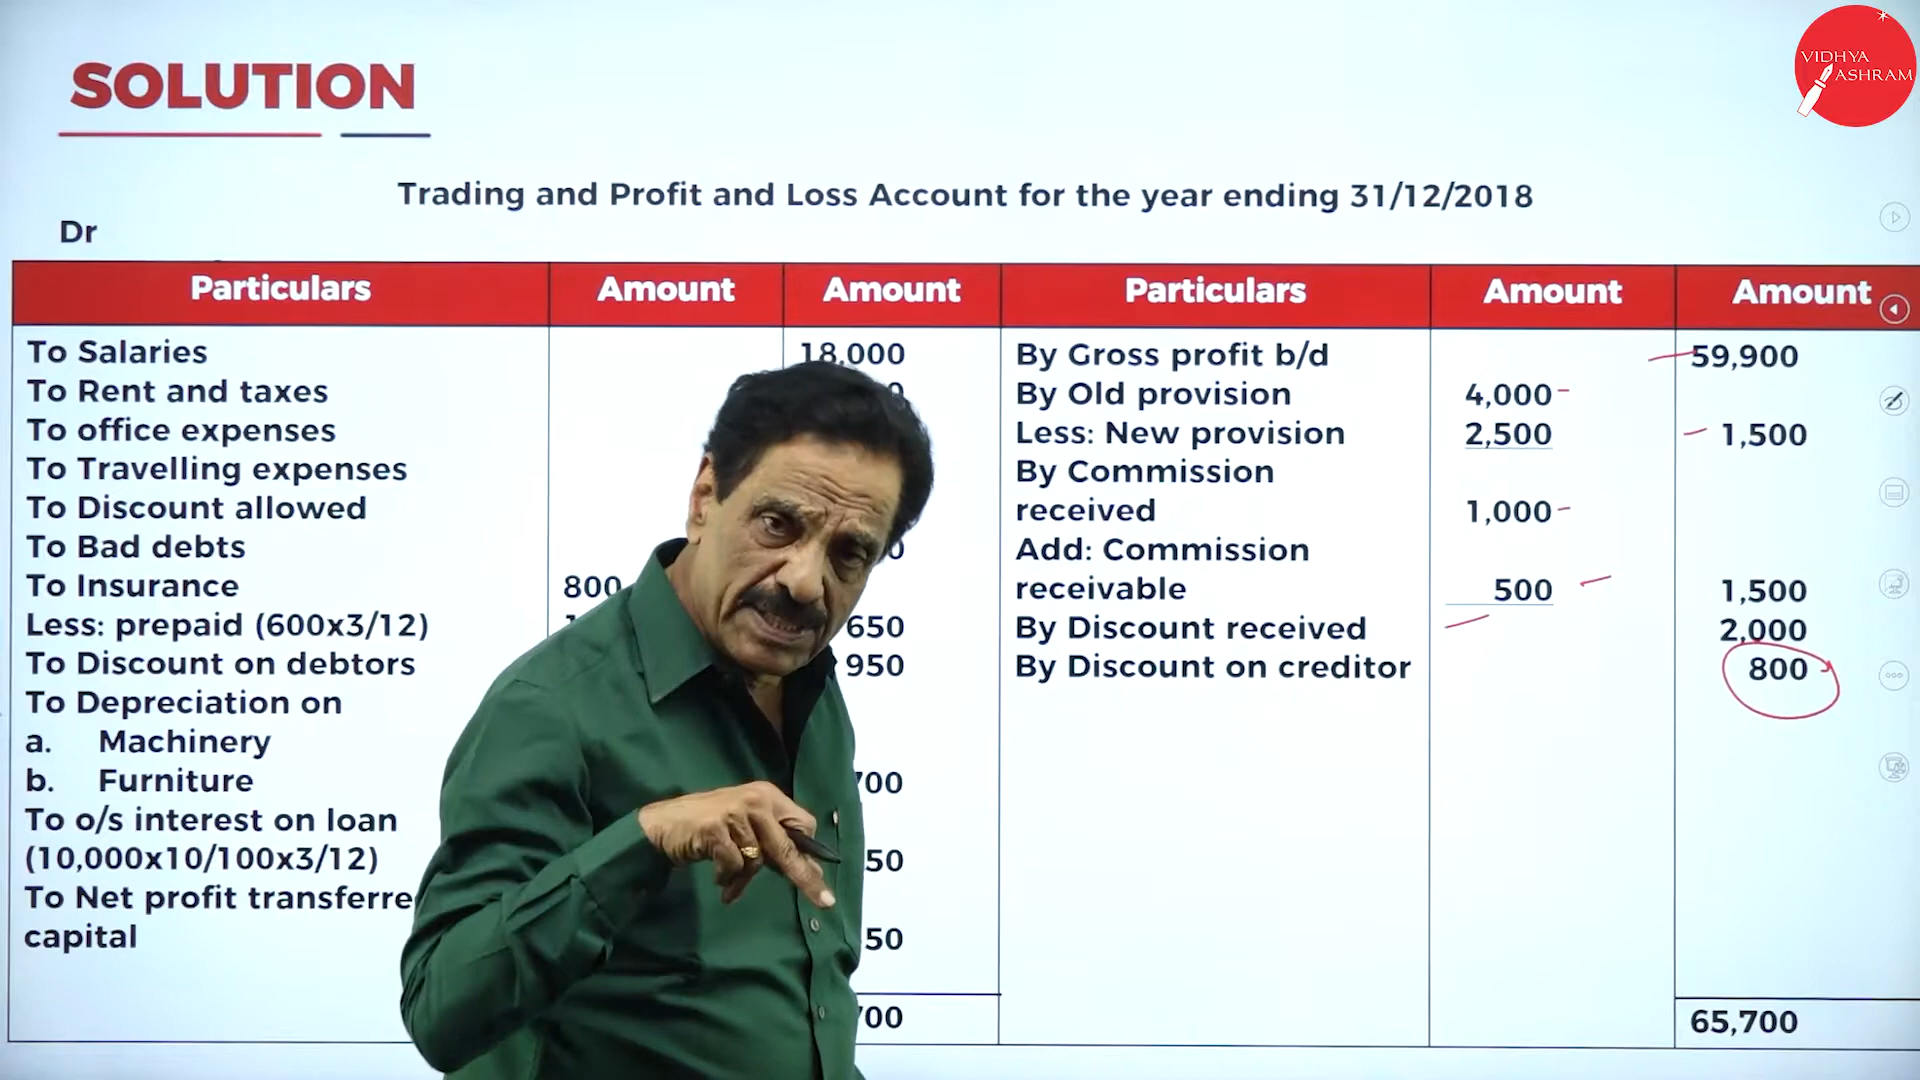 VIDHYA
ASHRAM
SOLUTION
Trading and Profit and Loss Account for the year ending 31/12/2018
Dr
Particulars Amount Amount Particulars Amount Amount
To Salaries 18,000 By Gross profit b/d 59,900
To Rent and taxes By Old provision 4,000
To office expenses Less: New provision 2,500 1,500
To Travelling expenses By Commission
To Discount allowed received 1,000
To Bad debts Add: Commission
To Insurance 800 receivable 500 1,500
Less: prepaid (600x3/12) 650 By Discount received 2,000
To Discount on debtors 950 By Discount on creditor 800
To Depreciation on
a. Machinery
b. Furniture
To o/s interest on loan
(10,000x10/100x3/12)
To Net profit
capital
65,700